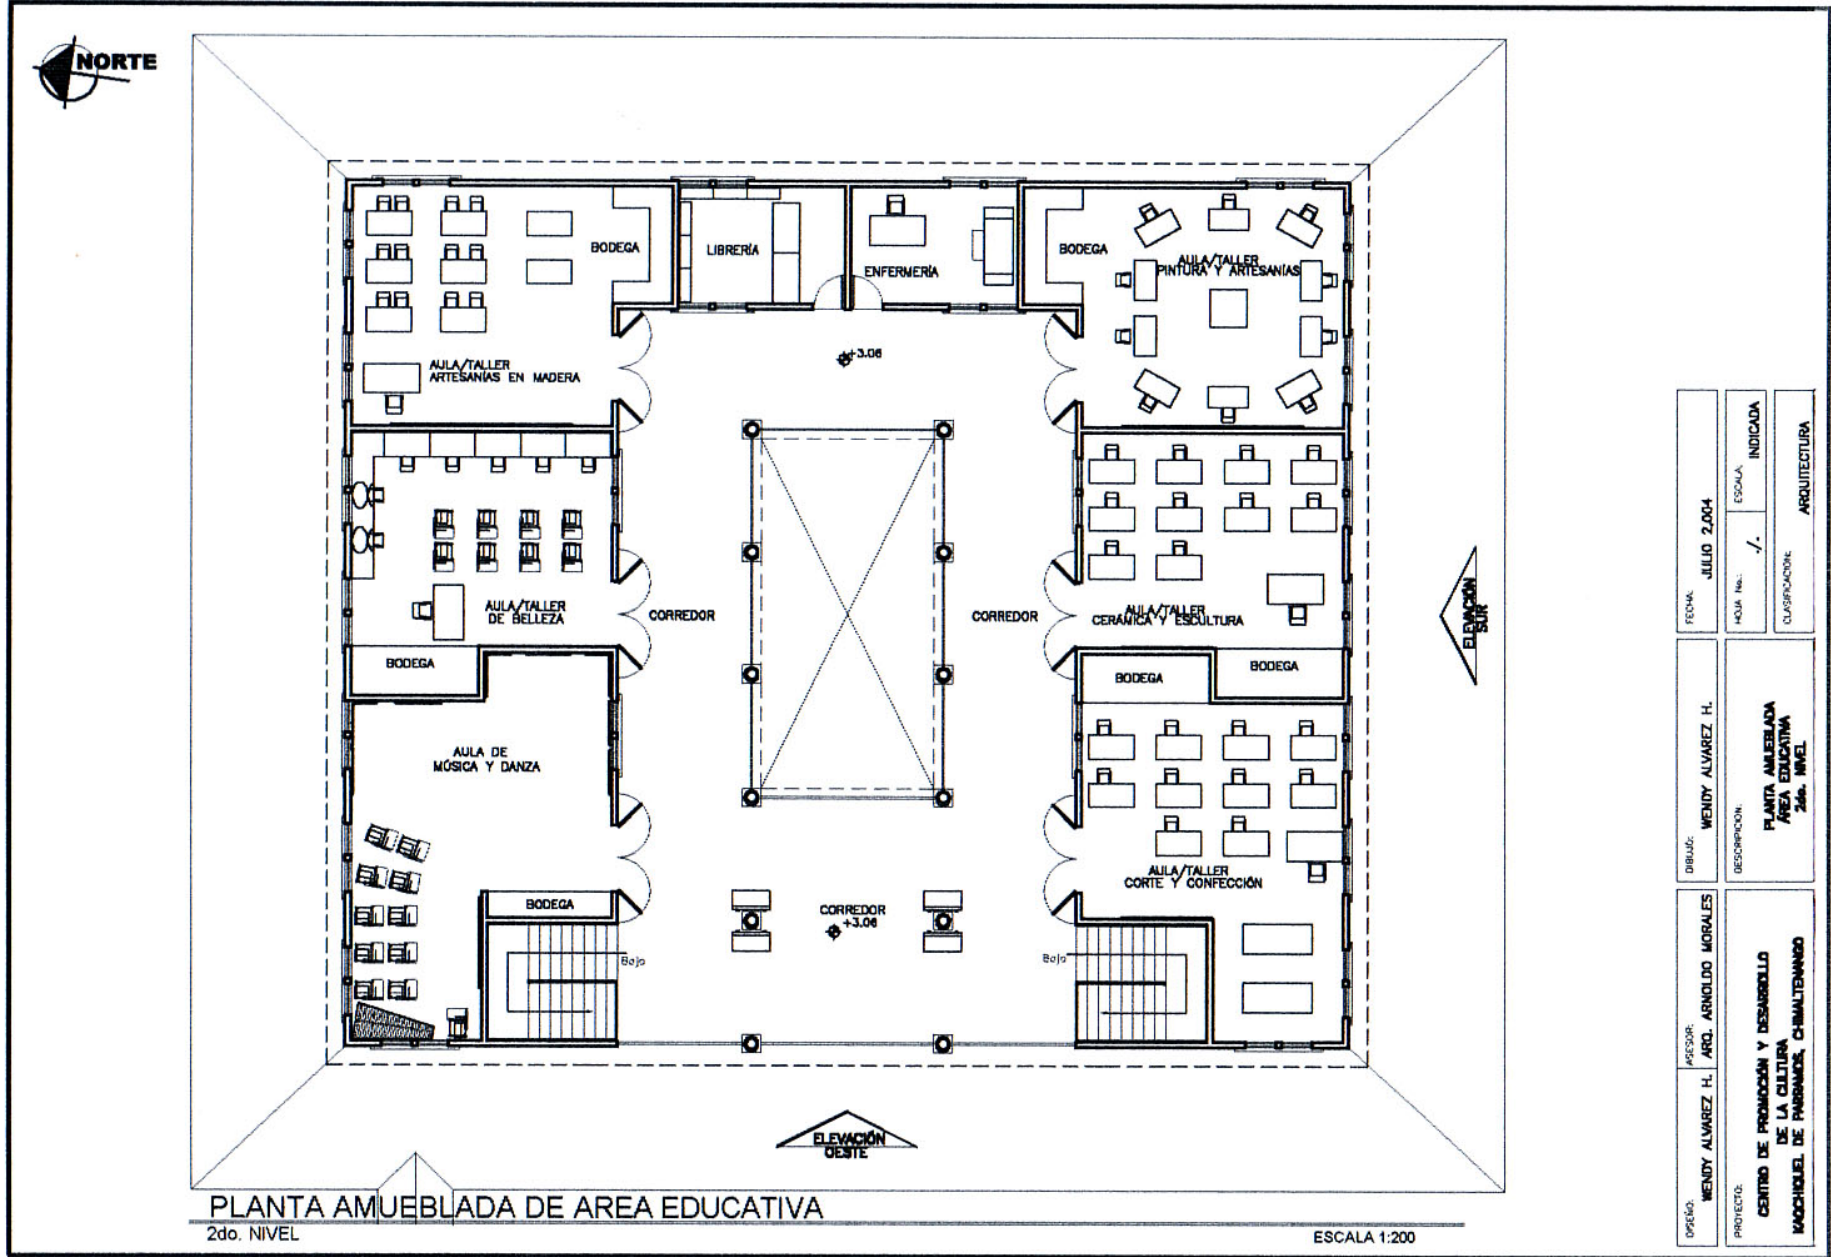 NORTE
BODEGA
LIBRERÍA
ENFERMERÍA
BODEGA
AULA/TALLER
PINTURA Y ARTESANÍAS
AULA/TALLER
ARTESANÍAS EN MADERA
+3.06
AULA/TALLER
DE BELLEZA
CORREDOR
CORREDOR
AULA/TALLER
CERÁMICA Y ESCULTURA
BODEGA
BODEGA
BODEGA
AULA DE
MÚSICA Y DANZA
AULA/TALLER
CORTE Y CONFECCIÓN
BODEGA
CORREDOR
+3.06
Baja
Baja
ELEVACIÓN
SUR
ELEVACIÓN
OESTE
PLANTA AMUEBLADA DE AREA EDUCATIVA
2do. NIVEL
ESCALA 1:200
DISEÑO:
WENDY ALVAREZ H.
ASESOR:
ARQ. ARNOLDO MORALES
DIBUJO:
WENDY ALVAREZ H.
FECHA:
JULIO 2,004
PROYECTO:
CENTRO DE PROMOCIÓN Y DESARROLLO
DE LA CULTURA
KAQCHIQUEL DE PARRAMOS, CHIMALTENANGO
DESCRIPCION:
PLANTA AMUEBLADA
ÁREA EDUCATIVA
2do. NIVEL
HOJA No.:
-/-
ESCALA:
INDICADA
CLASIFICACION:
ARQUITECTURA